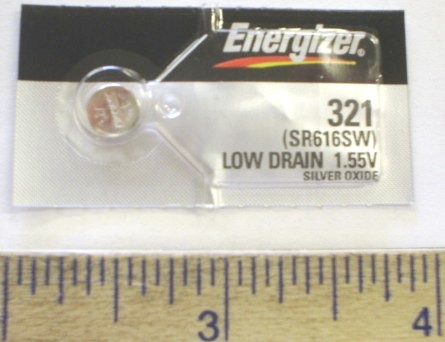 Energizer.
321
(SR616SW)
LOW DRAIN 1.55V
SILVER OXIDE
3 4